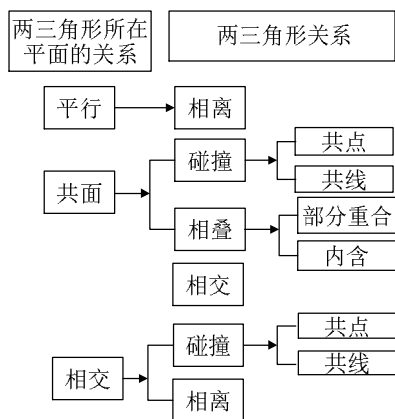 两三角形所在
平面的关系
两三角形关系
平行
相离
共面
碰撞
共点
共线
相叠
部分重合
内含
相交
相交
碰撞
共点
共线
相离